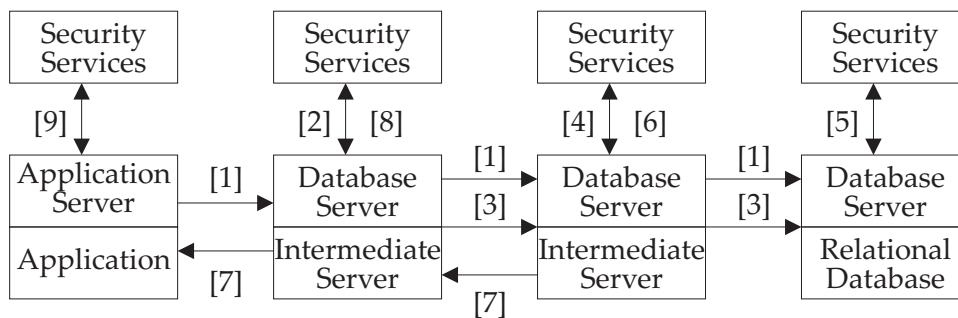 Security
Services
Security
Services
Security
Services
Security
Services
[9]
[2]
[8]
[4]
[6]
[5]
Application
Server
[1]
Database
Server
[1]
Database
Server
[1]
Database
Server
[3]
[3]
Application
[7]
Intermediate
Server
[7]
Intermediate
Server
Relational
Database